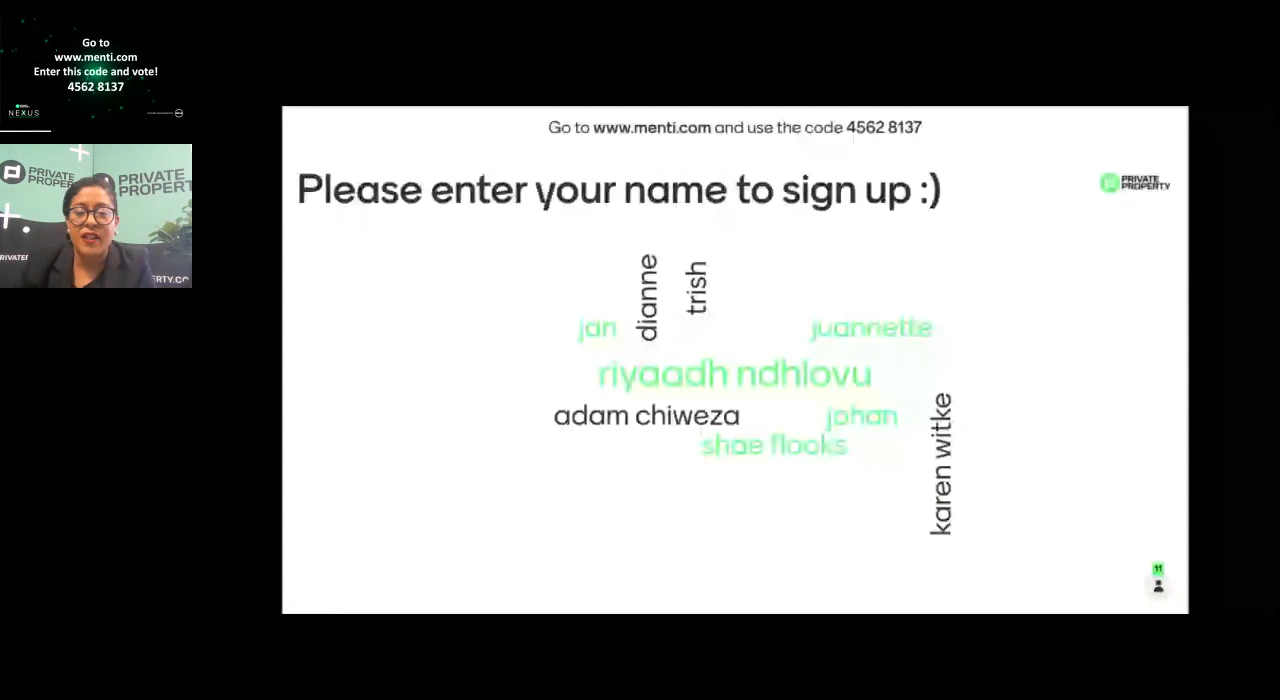 Go to
www.menti.com
Enter this code and vote!
4562 8137
NEXUS
PRIVATE
PROPERTY
PRIVATE
PROPERTY
ERTY.CO
Go to www.menti.com and use the code 4562 8137
Please enter your name to sign up :)
PRIVATE
PROPERTY
dianne
trish
jan
juannette
riyaadh ndhlovu
adam chiweza
johan
shae flooks
karen witke
11